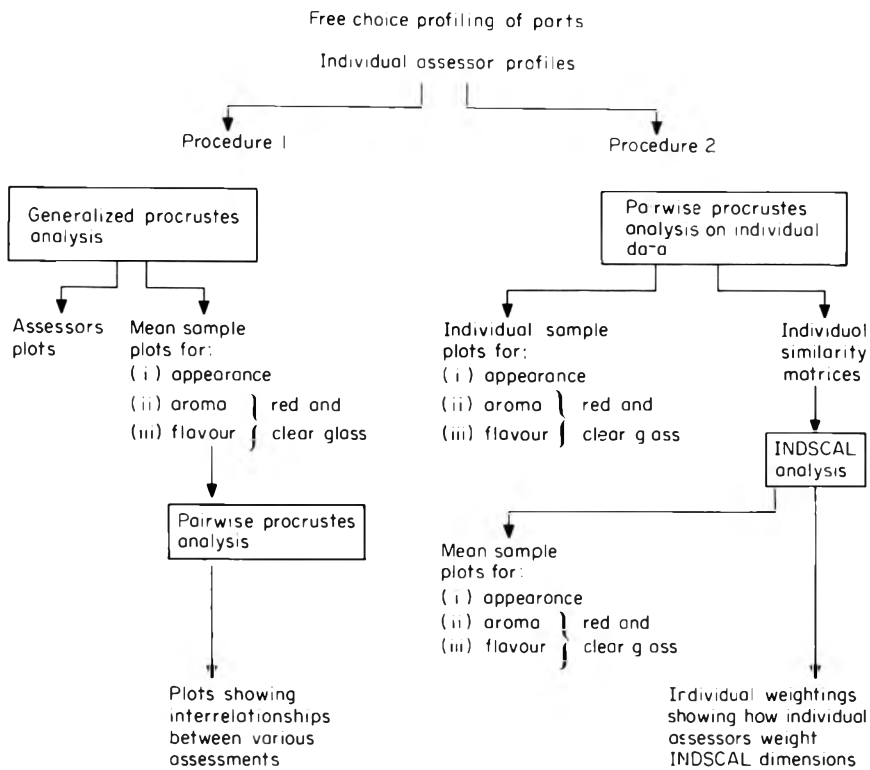 Free choice profiling of ports
Individual assessor profiles
Procedure 1
Procedure 2
Generalized procrustes
analysis
Pairwise procrustes
analysis on individual
data
Assessors
plots
Mean sample
plots for:
(i) appearance
(ii) aroma } red and
(iii) flavour } clear glass
Individual sample
plots for:
(i) appearance
(ii) aroma } red and
(iii) flavour } clear g ass
Individual
similarity
matrices
INDSCAL
analysis
Pairwise procrustes
analysis
Mean sample
plots for:
(i) appearance
(ii) aroma } red and
(iii) flavour } clear g ass
Plots showing
interrelationships
between various
assessments
Individual weightings
showing how individual
assessors weight
INDSCAL dimensions